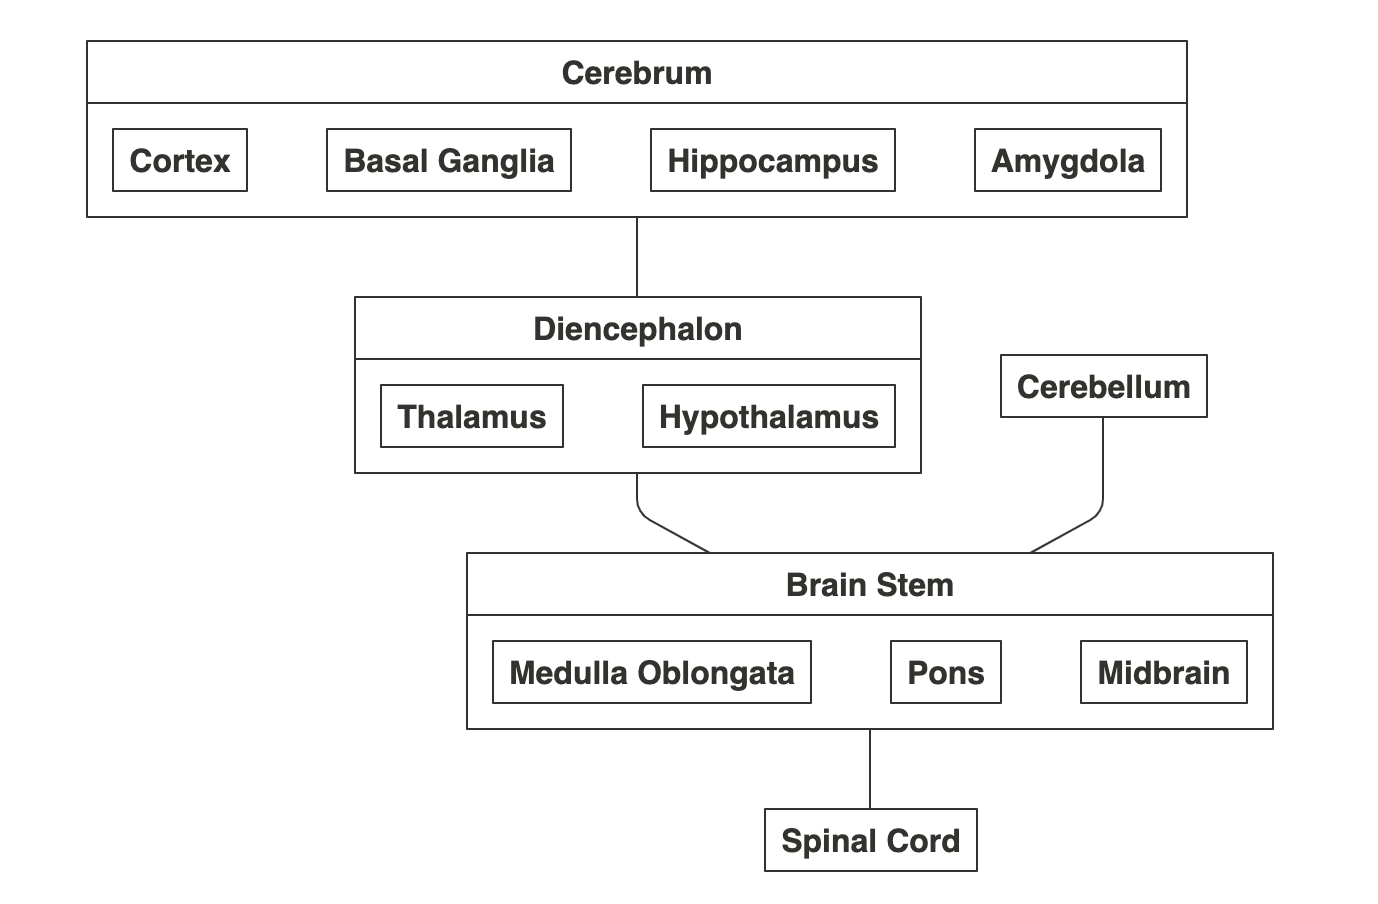 Cerebrum
Cortex
Basal Ganglia
Hippocampus
Amygdola
Diencephalon
Thalamus
Hypothalamus
Cerebellum
Brain Stem
Medulla Oblongata
Pons
Midbrain
Spinal Cord